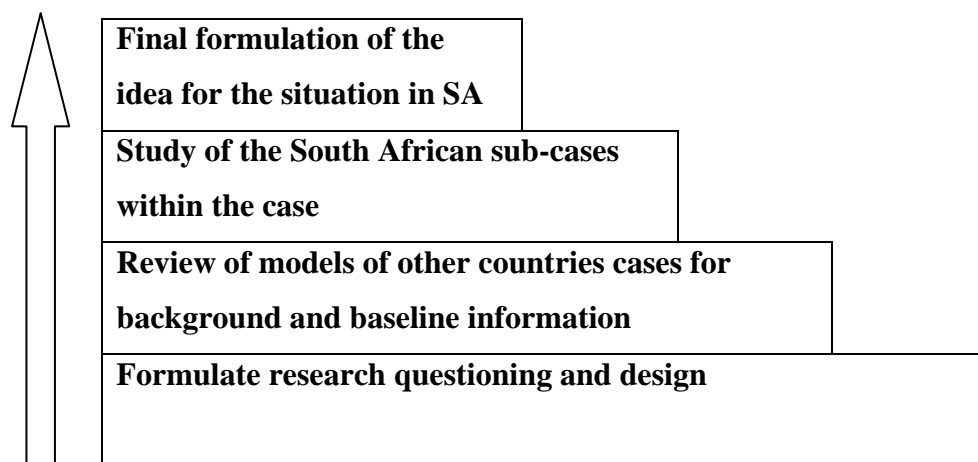 Final formulation of the
idea for the situation in SA
Study of the South African sub-cases
within the case
Review of models of other countries cases for
background and baseline information
Formulate research questioning and design